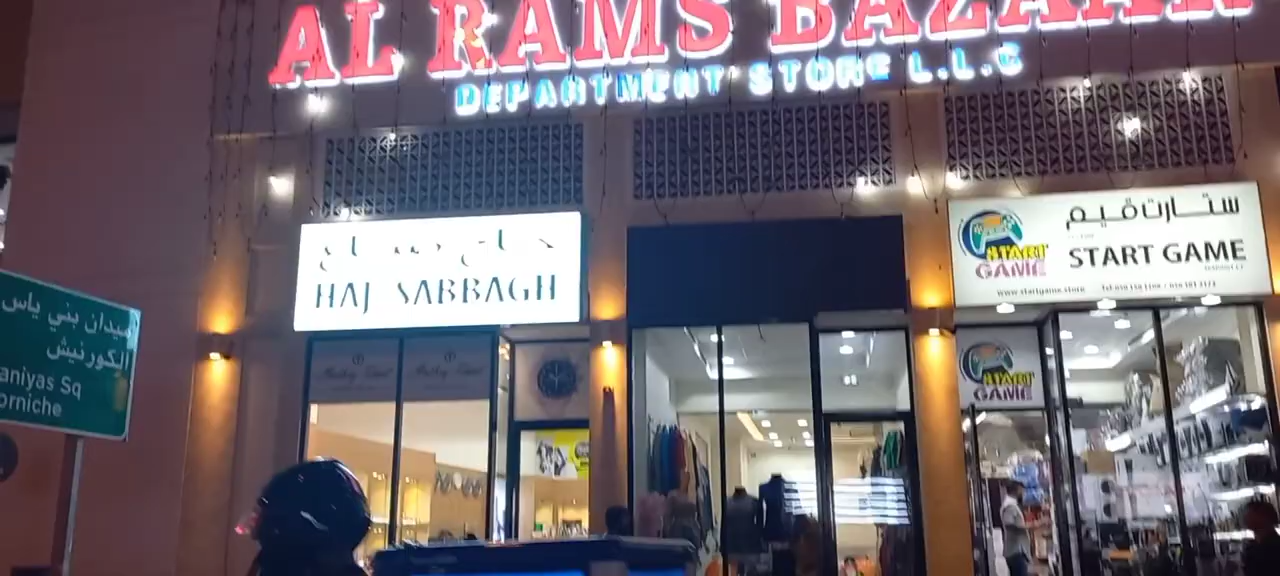 AL RAMS BAZAAR
DEPARTMENT STORE L.L.C
HAJ SABBAGH
ستارت قيم
START GAME
START
GAME
www.startgame.store
START
GAME
ميدان بني ياس
الكورنيش
aniyas Sq
orniche